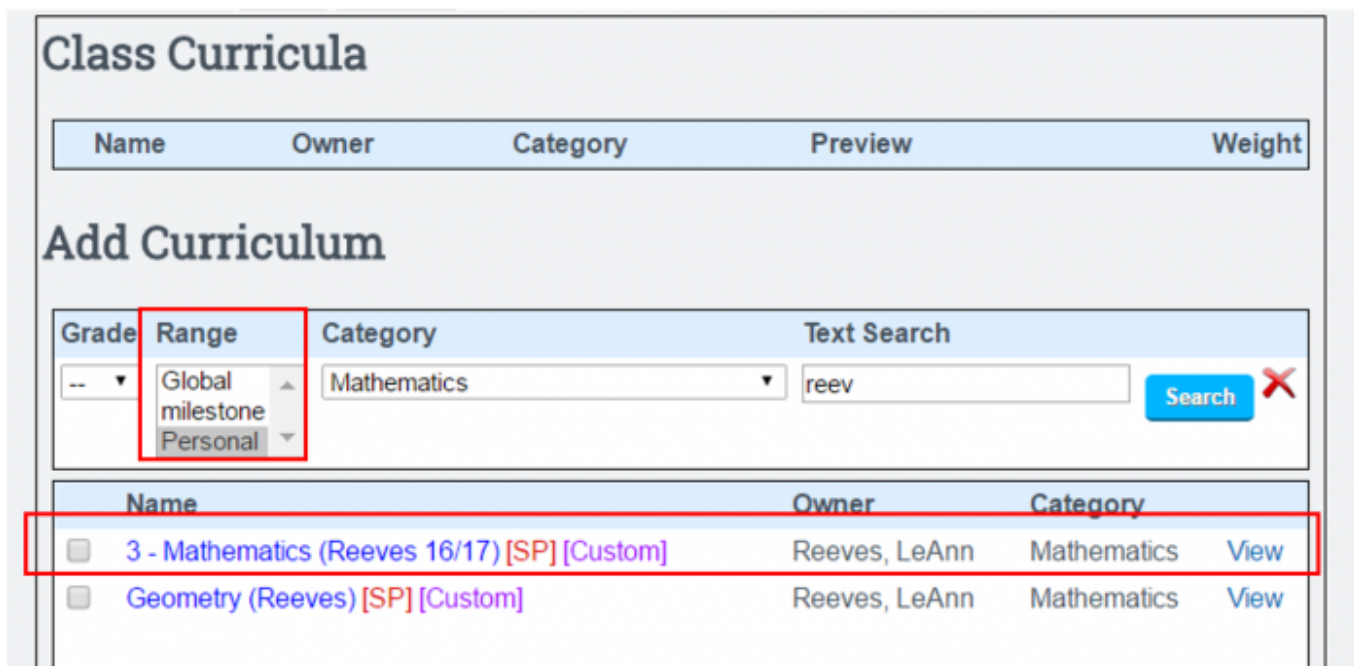 Class Curricula
Name Owner Category Preview Weight
Add Curriculum
Grade Range Category Text Search
-- Global Mathematics reev Search
milestone
Personal
Name Owner Category
3 - Mathematics (Reeves 16/17) [SP] [Custom] Reeves, LeAnn Mathematics View
Geometry (Reeves) [SP] [Custom] Reeves, LeAnn Mathematics View